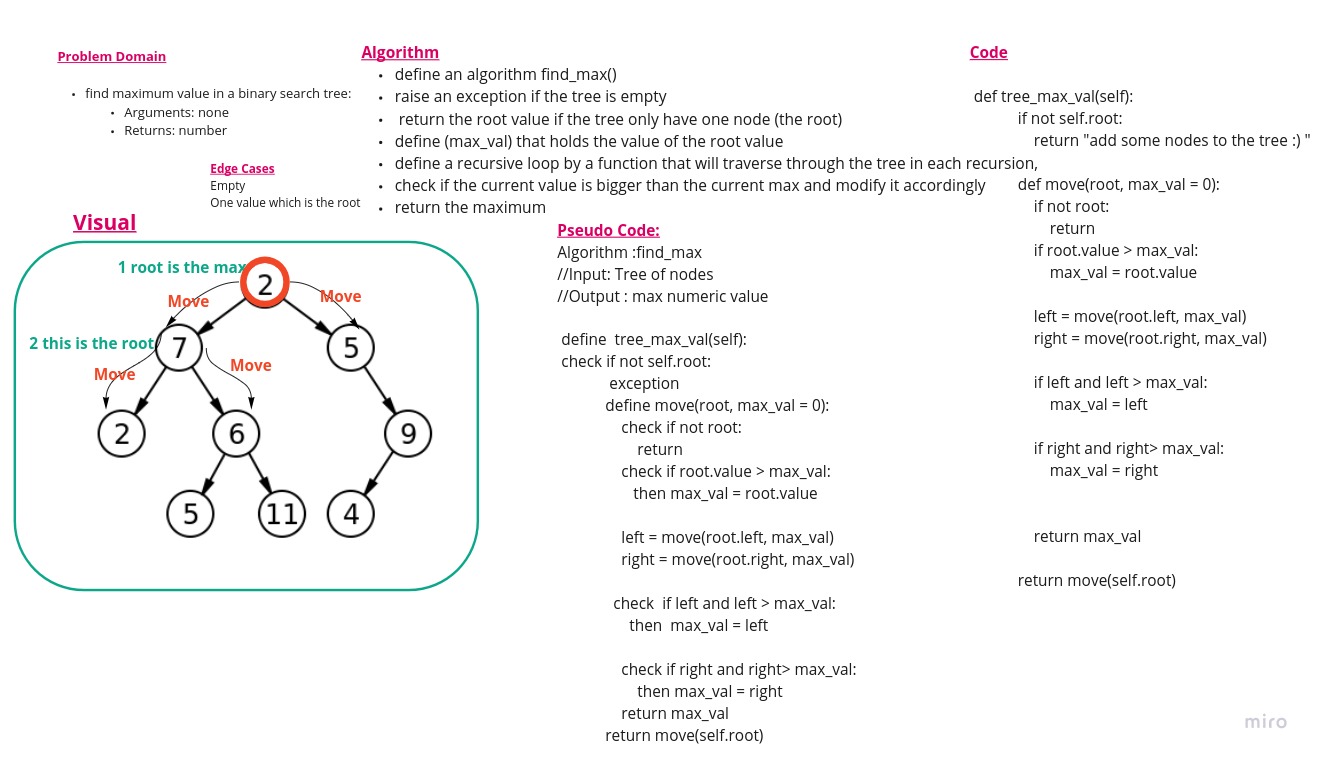 Problem Domain
• find maximum value in a binary search tree:
• Arguments: none
• Returns: number
Edge Cases
Empty
One value which is the root
Visual
1 root is the max
2
Move
Move
2 this is the root
7
5
Move
Move
2
6
9
5
11
4
Algorithm
• define an algorithm find_max()
• raise an exception if the tree is empty
• return the root value if the tree only have one node (the root)
• define (max_val) that holds the value of the root value
• define a recursive loop by a function that will traverse through the tree in each recursion,
• check if the current value is bigger than the current max and modify it accordingly
• return the maximum
Pseudo Code:
Algorithm :find_max
//Input: Tree of nodes
//Output : max numeric value
define  tree_max_val(self):
check if not self.root:
exception
define move(root, max_val = 0):
check if not root:
return
check if root.value > max_val:
then max_val = root.value
left = move(root.left, max_val)
right = move(root.right, max_val)
check  if left and left > max_val:
then  max_val = left
check if right and right> max_val:
then max_val = right
return max_val
return move(self.root)
Code
def tree_max_val(self):
if not self.root:
return "add some nodes to the tree :) "
def move(root, max_val = 0):
if not root:
return
if root.value > max_val:
max_val = root.value
left = move(root.left, max_val)
right = move(root.right, max_val)
if left and left > max_val:
max_val = left
if right and right> max_val:
max_val = right
return max_val
return move(self.root)
miro